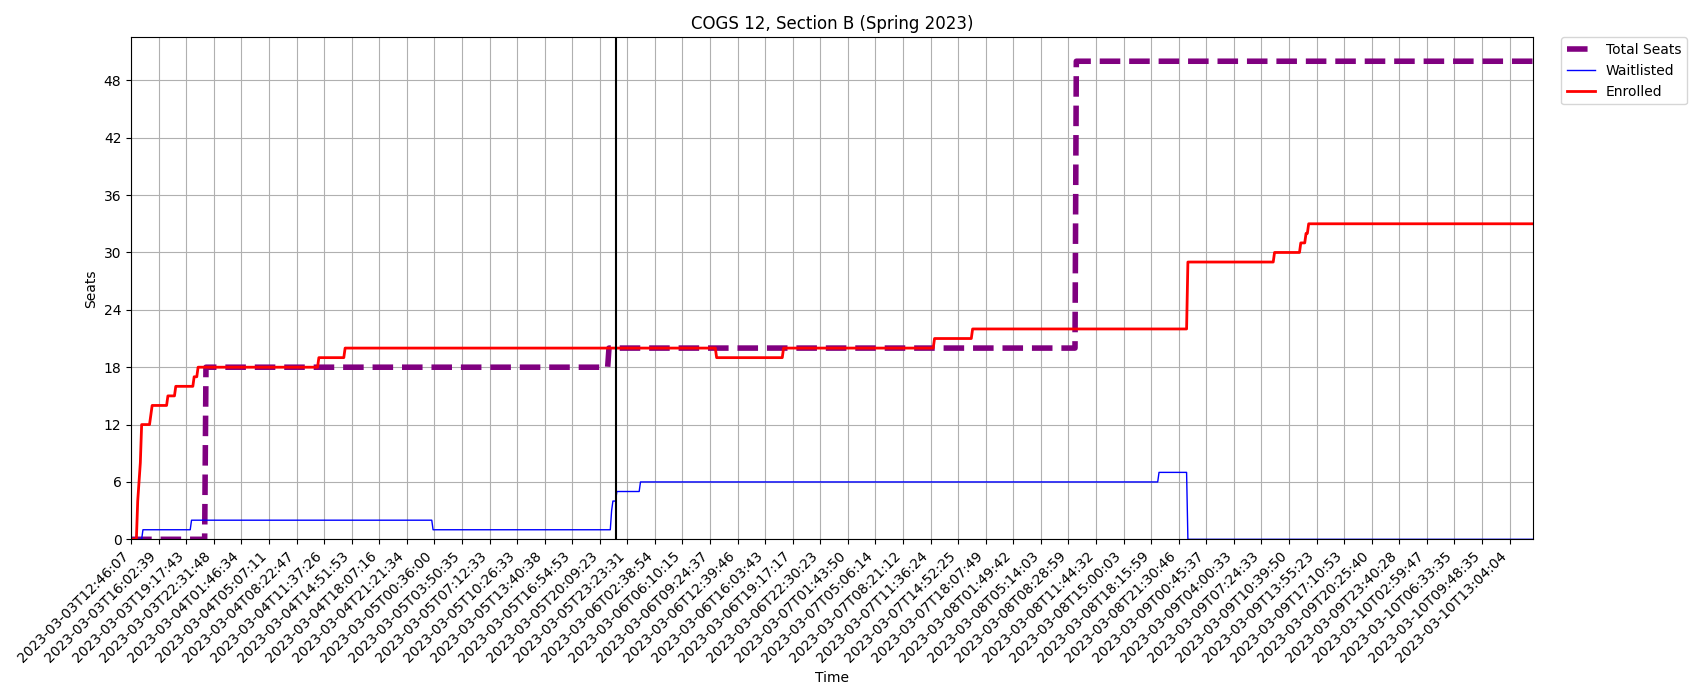 COGS 12, Section B (Spring 2023)
Total Seats
Waitlisted
Enrolled
Seats
48
42
36
30
24
18
12
6
0
2023-03-03T12:46:07
2023-03-03T16:02:39
2023-03-03T19:17:43
2023-03-03T22:31:48
2023-03-04T01:46:34
2023-03-04T05:07:11
2023-03-04T08:22:47
2023-03-04T11:37:26
2023-03-04T14:51:53
2023-03-04T18:07:16
2023-03-04T21:21:34
2023-03-05T00:36:00
2023-03-05T03:50:35
2023-03-05T07:12:33
2023-03-05T10:26:33
2023-03-05T13:40:38
2023-03-05T16:54:53
2023-03-05T20:09:23
2023-03-05T23:23:31
2023-03-06T02:38:54
2023-03-06T06:10:15
2023-03-06T09:24:37
2023-03-06T12:39:46
2023-03-06T16:03:43
2023-03-06T19:17:17
2023-03-06T22:30:23
2023-03-07T01:43:50
2023-03-07T05:06:14
2023-03-07T08:21:12
2023-03-07T11:36:24
2023-03-07T14:52:25
2023-03-07T18:07:49
2023-03-08T01:49:42
2023-03-08T05:14:03
2023-03-08T08:28:59
2023-03-08T11:44:32
2023-03-08T15:00:03
2023-03-08T18:15:59
2023-03-08T21:30:46
2023-03-09T00:45:37
2023-03-09T04:00:33
2023-03-09T07:24:33
2023-03-09T10:39:50
2023-03-09T13:55:23
2023-03-09T17:10:53
2023-03-09T20:25:40
2023-03-09T23:40:28
2023-03-10T02:59:47
2023-03-10T06:33:35
2023-03-10T09:48:35
2023-03-10T13:04:04
Time